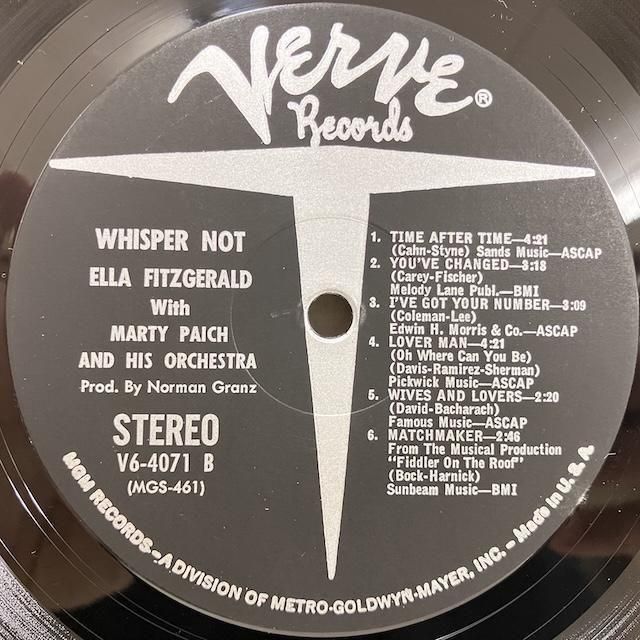 VERVE ®
Records
WHISPER NOT
ELLA FITZGERALD
With
MARTY PAICH
AND HIS ORCHESTRA
Prod. By Norman Granz
STEREO
V6-4071 B
(MGS-461)
1. TIME AFTER TIME—4:21
(Cahn-Styne) Sands Music—ASCAP
2. YOU'VE CHANGED—3:18
(Carey-Fischer)
Melody Lane Publ.—BMI
3. I'VE GOT YOUR NUMBER—3:09
(Coleman-Lee)
Edwin H. Morris & Co.—ASCAP
4. LOVER MAN—4:21
(Oh Where Can You Be)
(Davis-Ramirez-Sherman)
Pickwick Music—ASCAP
5. WIVES AND LOVERS—2:20
(David-Bacharach)
Famous Music—ASCAP
6. MATCHMAKER—2:46
From The Musical Production
"Fiddler On The Roof"
(Bock-Harnick)
Sunbeam Music—BMI
MGM RECORDS—A DIVISION OF METRO-GOLDWYN-MAYER, INC. – Made In U. S. A.